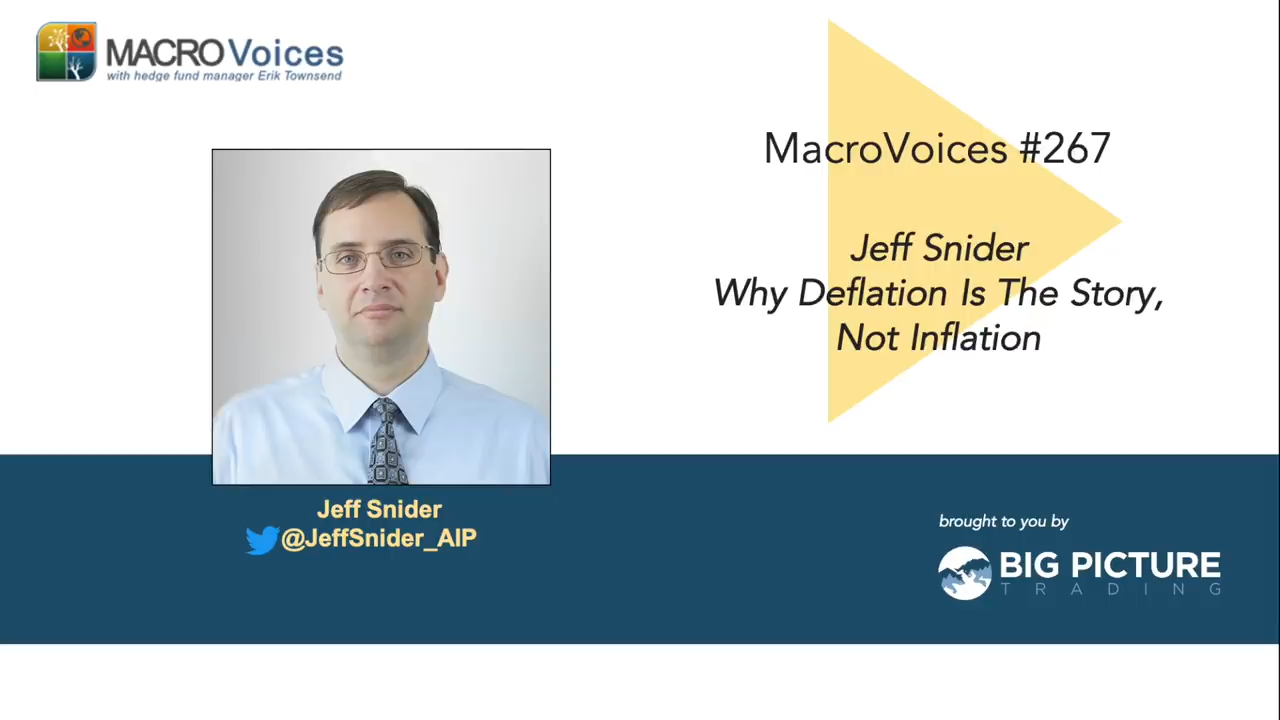 MACROVoices
with hedge fund manager Erik Townsend
MacroVoices #267
Jeff Snider
Why Deflation Is The Story,
Not Inflation
Jeff Snider
@JeffSnider_AIP
brought to you by
BIG PICTURE
TRADING